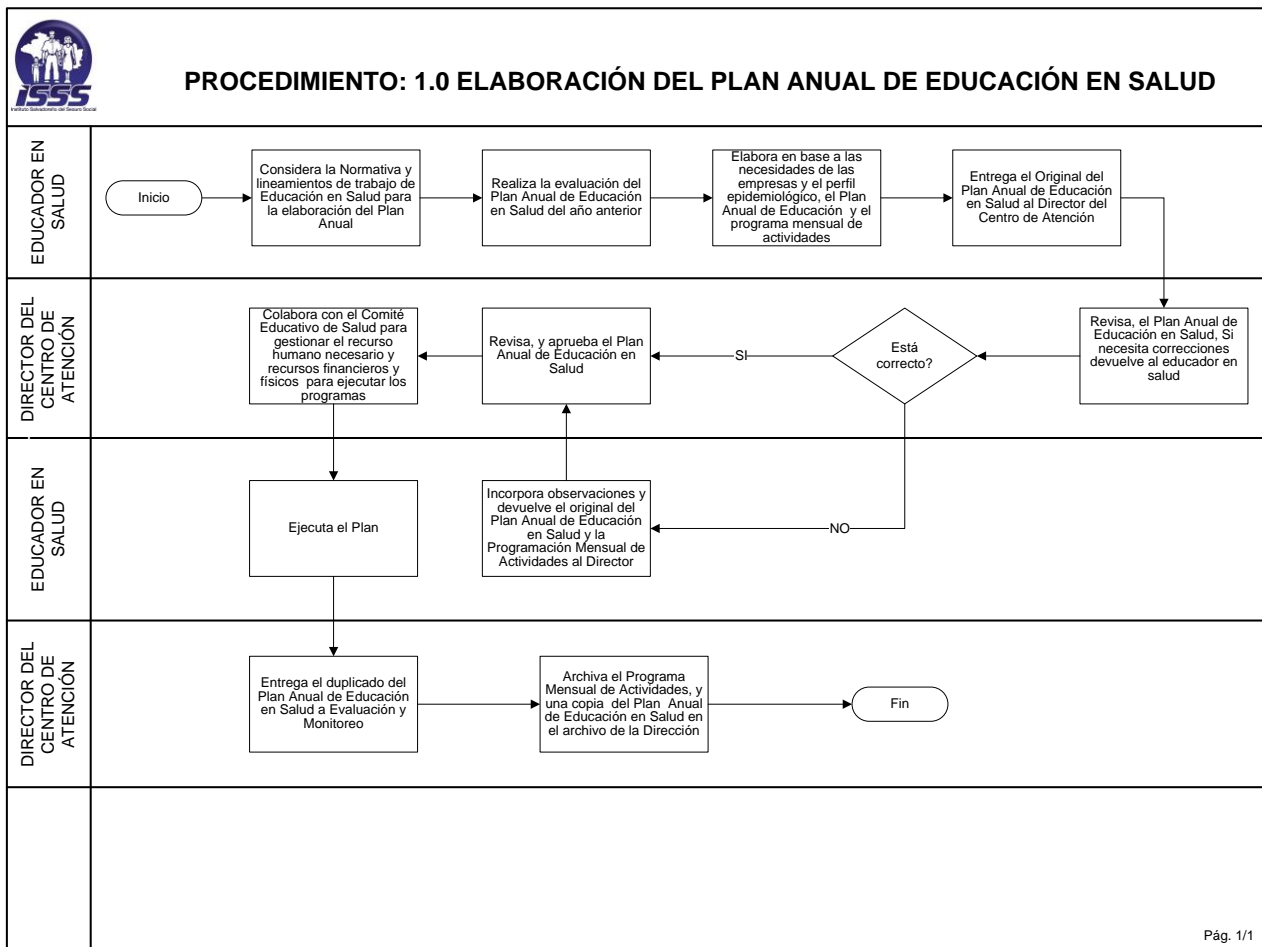 ISSS
Instituto Salvadoreño del Seguro Social
PROCEDIMIENTO: 1.0 ELABORACIÓN DEL PLAN ANUAL DE EDUCACIÓN EN SALUD
EDUCADOR EN
SALUD
Inicio
Considera la Normativa y
lineamientos de trabajo de
Educación en Salud para
la elaboración del Plan
Anual
Realiza la evaluación del
Plan Anual de Educación
en Salud del año anterior
Elabora en base a las
necesidades de las
empresas y el perfil
epidemiológico, el Plan
Anual de Educación y el
programa mensual de
actividades
Entrega el Original del
Plan Anual de Educación
en Salud al Director del
Centro de Atención
DIRECTOR DEL
CENTRO DE
ATENCIÓN
Revisa, el Plan Anual de
Educación en Salud, Si
necesita correcciones
devuelve al educador en
salud
Está
correcto?
SI
Revisa, y aprueba el Plan
Anual de Educación en
Salud
Colabora con el Comité
Educativo de Salud para
gestionar el recurso
humano necesario y
recursos financieros y
físicos para ejecutar los
programas
EDUCADOR EN
SALUD
NO
Incorpora observaciones y
devuelve el original del
Plan Anual de Educación
en Salud y la
Programación Mensual de
Actividades al Director
Ejecuta el Plan
DIRECTOR DEL
CENTRO DE
ATENCIÓN
Entrega el duplicado del
Plan Anual de Educación
en Salud a Evaluación y
Monitoreo
Archiva el Programa
Mensual de Actividades, y
una copia del Plan Anual
de Educación en Salud en
el archivo de la Dirección
Fin
Pág. 1/1